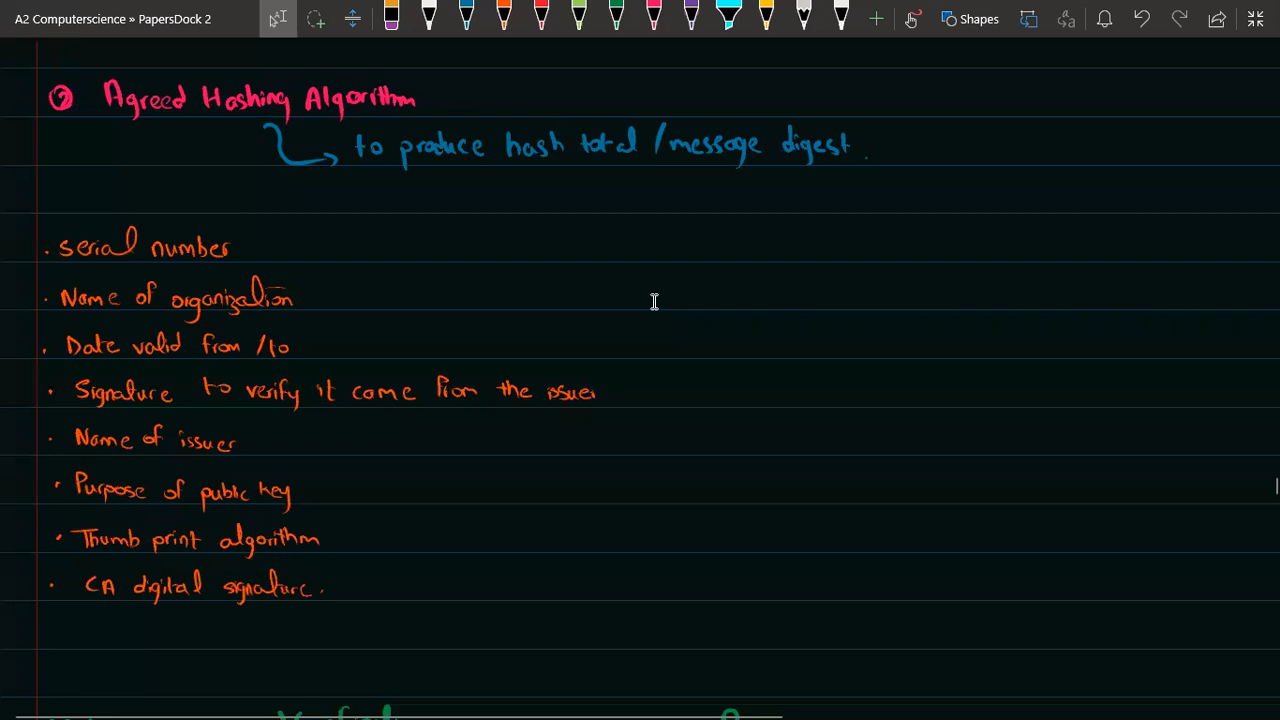 A2 Computerscience » PapersDock 2
Shapes
② Agreed Hashing Algorithm
to produce hash total / message digest.
· serial number
· Name of organization
· Date valid from / to
· Signature to verify it came from the issuer
· Name of issuer
· Purpose of public key
· Thumb print algorithm
· CA digital signature.